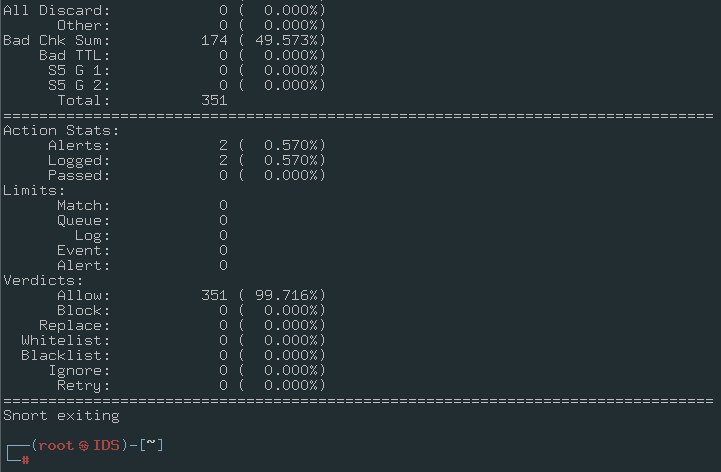 All Discard:            0 (  0.000%)
      Other:            0 (  0.000%)
Bad Chk Sum:          174 ( 49.573%)
    Bad TTL:            0 (  0.000%)
     S5 G 1:            0 (  0.000%)
     S5 G 2:            0 (  0.000%)
      Total:          351
===============================================================================
Action Stats:
     Alerts:            2 (  0.570%)
     Logged:            2 (  0.570%)
     Passed:            0 (  0.000%)
Limits:
      Match:            0
      Queue:            0
        Log:            0
      Event:            0
      Alert:            0
Verdicts:
      Allow:          351 ( 99.716%)
      Block:            0 (  0.000%)
    Replace:            0 (  0.000%)
  Whitelist:            0 (  0.000%)
  Blacklist:            0 (  0.000%)
     Ignore:            0 (  0.000%)
      Retry:            0 (  0.000%)
===============================================================================
Snort exiting
┌──(root㉿IDS)-[~]
└─#